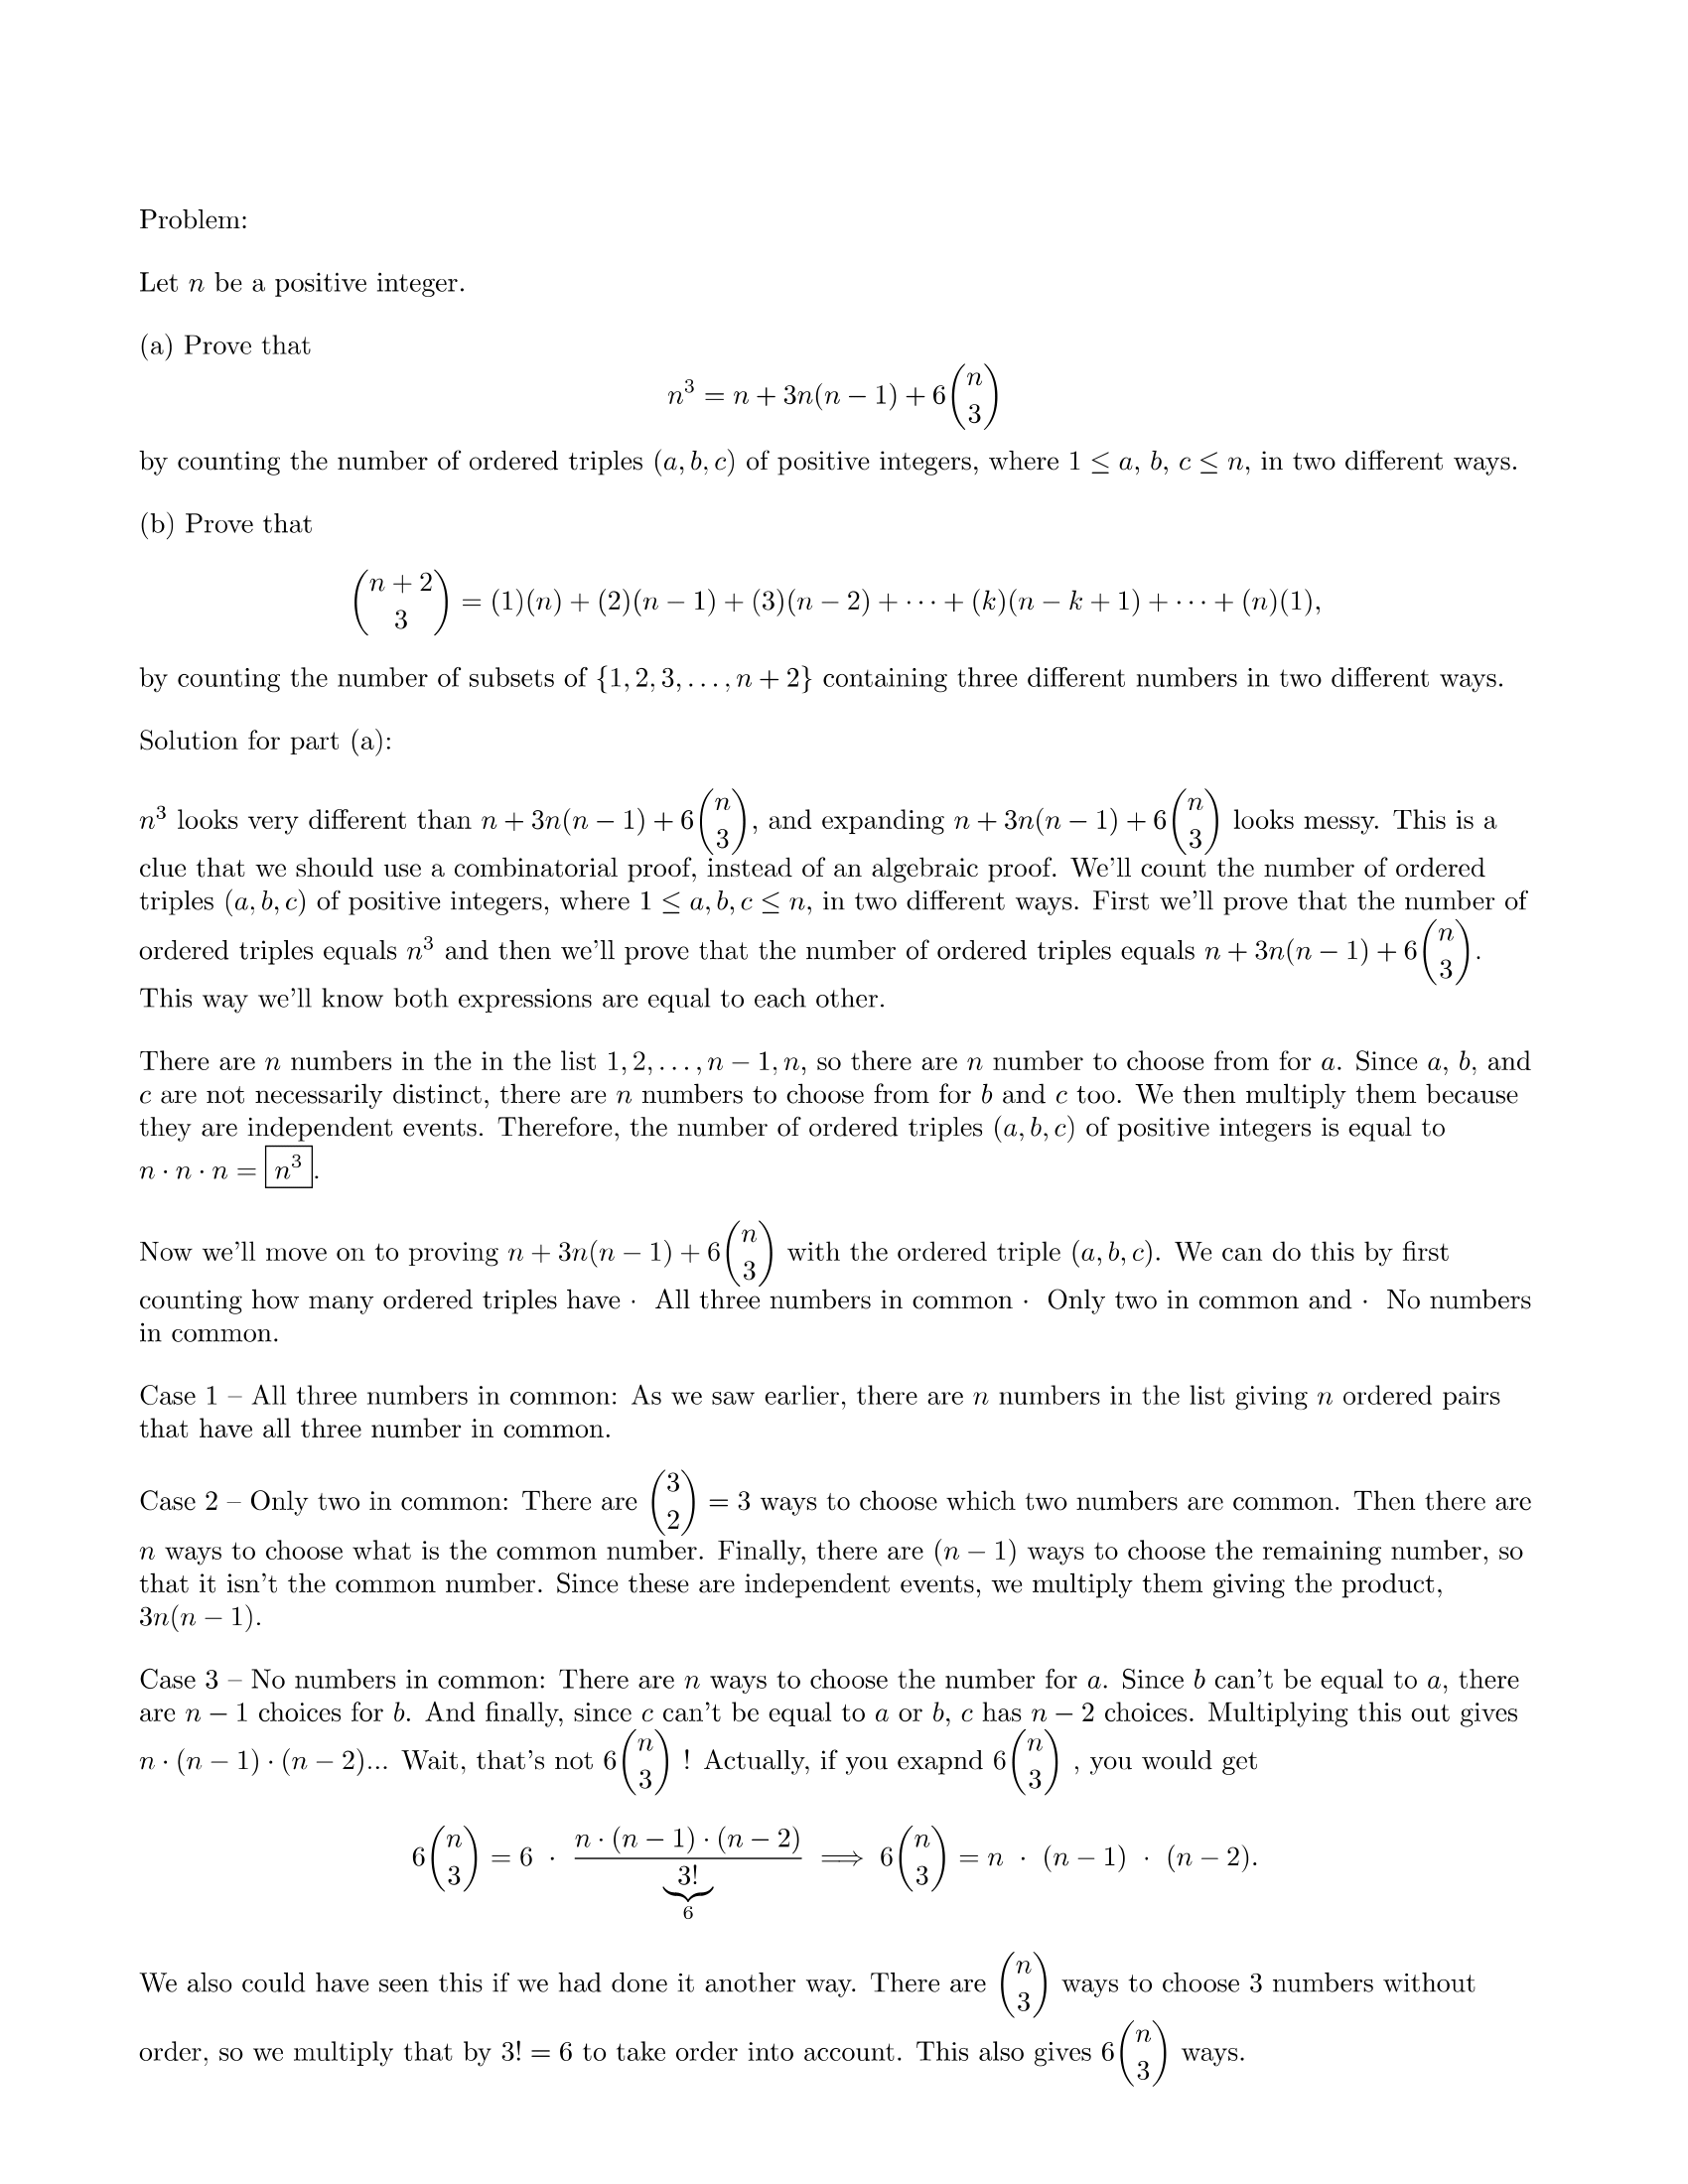 Problem:
Let n be a positive integer.
(a) Prove that
$n^3 = n + 3n(n-1) + 6\binom{n}{3}$
by counting the number of ordered triples (a, b, c) of positive integers, where 1 ≤ a, b, c ≤ n, in two different ways.
(b) Prove that
$\binom{n+2}{3} = (1)(n) + (2)(n-1) + (3)(n-2) + \cdots + (k)(n-k+1) + \cdots + (n)(1),$
by counting the number of subsets of {1, 2, 3, . . . , n + 2} containing three different numbers in two different ways.
Solution for part (a):
$n^3$ looks very different than $n + 3n(n-1) + 6\binom{n}{3}$, and expanding $n + 3n(n-1) + 6\binom{n}{3}$ looks messy. This is a
clue that we should use a combinatorial proof, instead of an algebraic proof. We'll count the number of ordered
triples (a, b, c) of positive integers, where 1 ≤ a, b, c ≤ n, in two different ways. First we'll prove that the number of
ordered triples equals $n^3$ and then we'll prove that the number of ordered triples equals $n + 3n(n-1) + 6\binom{n}{3}$.
This way we'll know both expressions are equal to each other.
There are n numbers in the in the list 1, 2, . . . , n − 1, n, so there are n number to choose from for a. Since a, b, and
c are not necessarily distinct, there are n numbers to choose from for b and c too. We then multiply them because
they are independent events. Therefore, the number of ordered triples (a, b, c) of positive integers is equal to
$n \cdot n \cdot n = \boxed{n^3}$.
Now we'll move on to proving $n + 3n(n-1) + 6\binom{n}{3}$ with the ordered triple (a, b, c). We can do this by first
counting how many ordered triples have · All three numbers in common · Only two in common and · No numbers
in common.
Case 1 – All three numbers in common: As we saw earlier, there are n numbers in the list giving n ordered pairs
that have all three number in common.
Case 2 – Only two in common: There are $\binom{3}{2} = 3$ ways to choose which two numbers are common. Then there are
n ways to choose what is the common number. Finally, there are (n − 1) ways to choose the remaining number, so
that it isn't the common number. Since these are independent events, we multiply them giving the product,
3n(n − 1).
Case 3 – No numbers in common: There are n ways to choose the number for a. Since b can't be equal to a, there
are n − 1 choices for b. And finally, since c can't be equal to a or b, c has n − 2 choices. Multiplying this out gives
$n \cdot (n-1) \cdot (n-2)$... Wait, that's not $6\binom{n}{3}$ ! Actually, if you exapnd $6\binom{n}{3}$ , you would get
$6\binom{n}{3} = 6 \cdot \frac{n \cdot (n-1) \cdot (n-2)}{\underbrace{3!}_{6}} \implies 6\binom{n}{3} = n \cdot (n-1) \cdot (n-2).$
We also could have seen this if we had done it another way. There are $\binom{n}{3}$ ways to choose 3 numbers without
order, so we multiply that by 3! = 6 to take order into account. This also gives $6\binom{n}{3}$ ways.